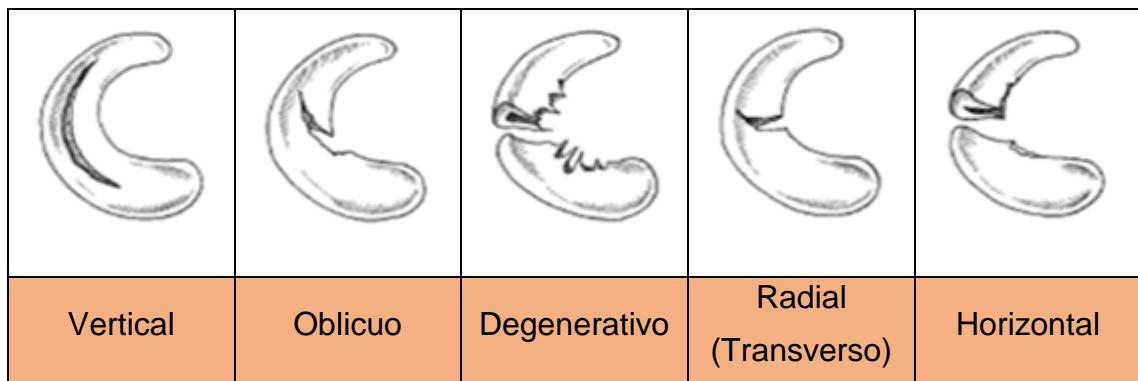 Vertical
Oblicuo
Degenerativo
Radial
(Transverso)
Horizontal